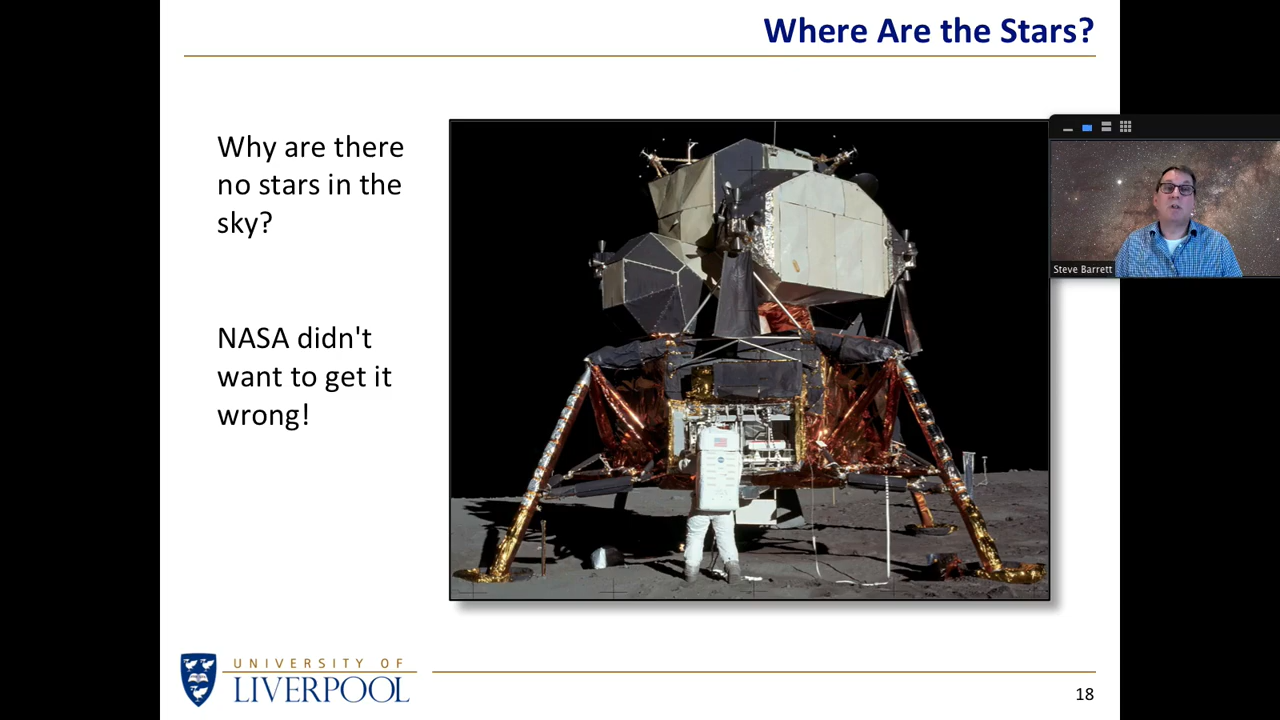 Where Are the Stars?
Why are there
no stars in the
sky?
NASA didn't
want to get it
wrong!
Steve Barrett
UNIVERSITY OF
LIVERPOOL
18